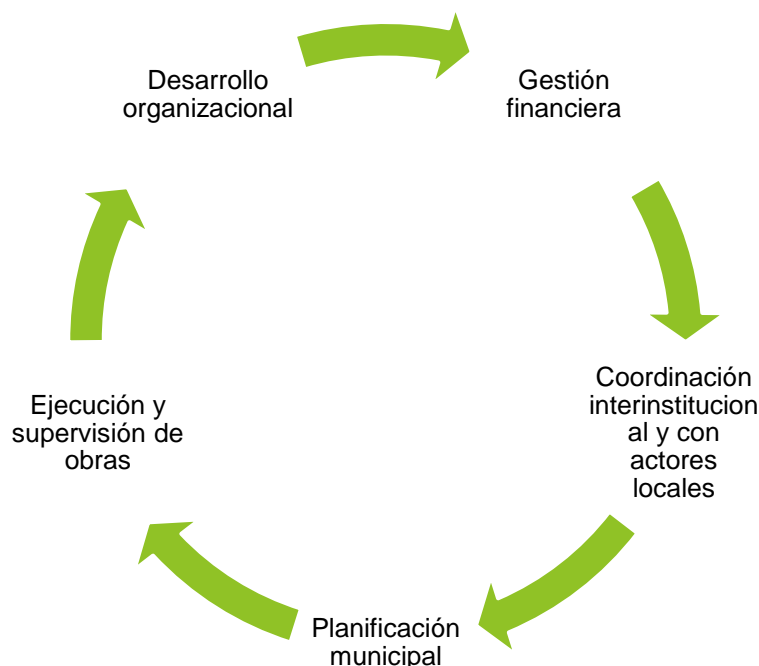 Desarrollo
organizacional
Gestión
financiera
Coordinación
interinstitucion
al y con
actores
locales
Planificación
municipal
Ejecución y
supervisión de
obras